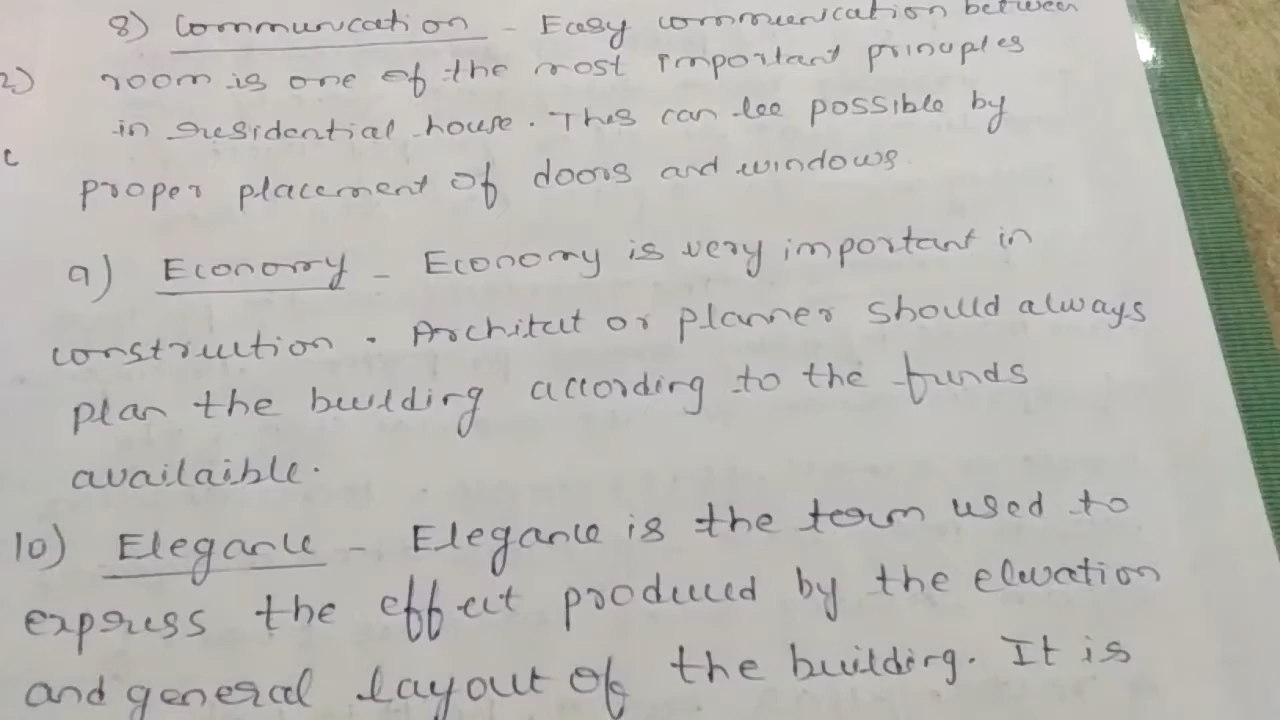 8) Communication - Easy communication between
2) room is one of the most important principles
in residential house. This can be possible by
c
proper placement of doors and windows
9) Economy - Economy is very important in
construction. Architect or planner should always
plan the building according to the funds
availaible.
10) Elegance - Elegance is the term used to
express the effect produced by the elevation
and general layout of the building. It is